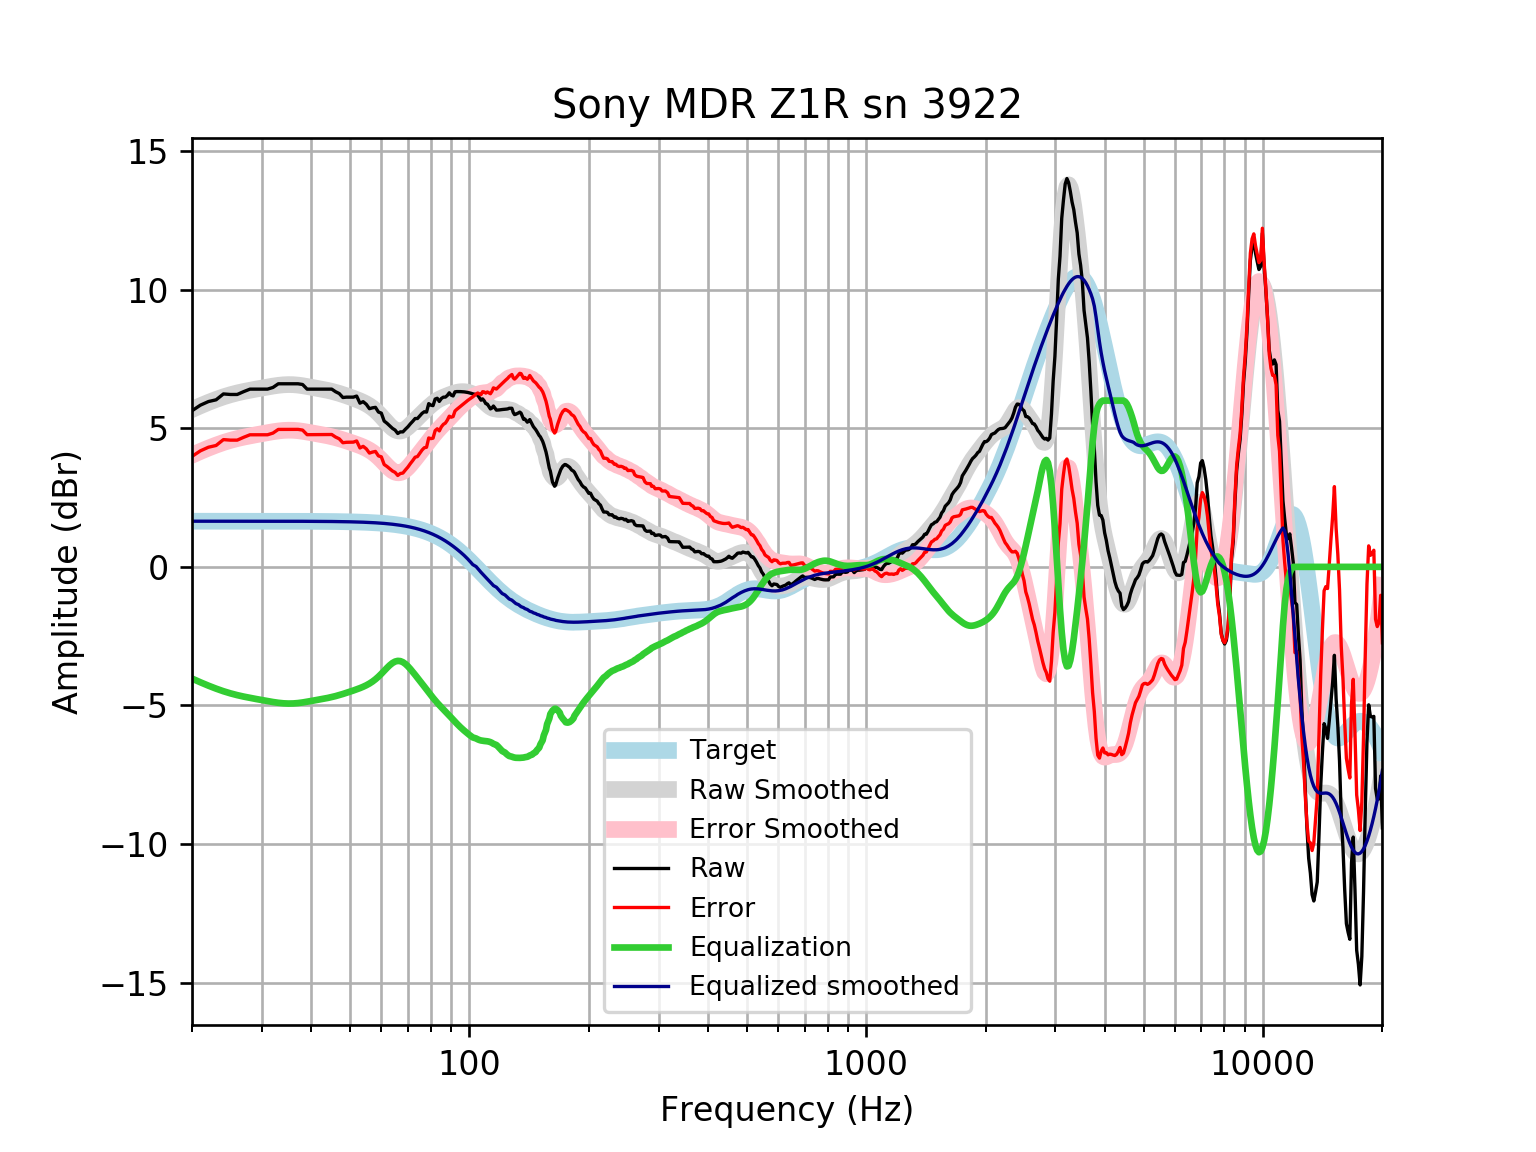 Sony MDR Z1R sn 3922
15
10
5
0
−5
−10
−15
Amplitude (dBr)
Target
Raw Smoothed
Error Smoothed
Raw
Error
Equalization
Equalized smoothed
100
1000
10000
Frequency (Hz)